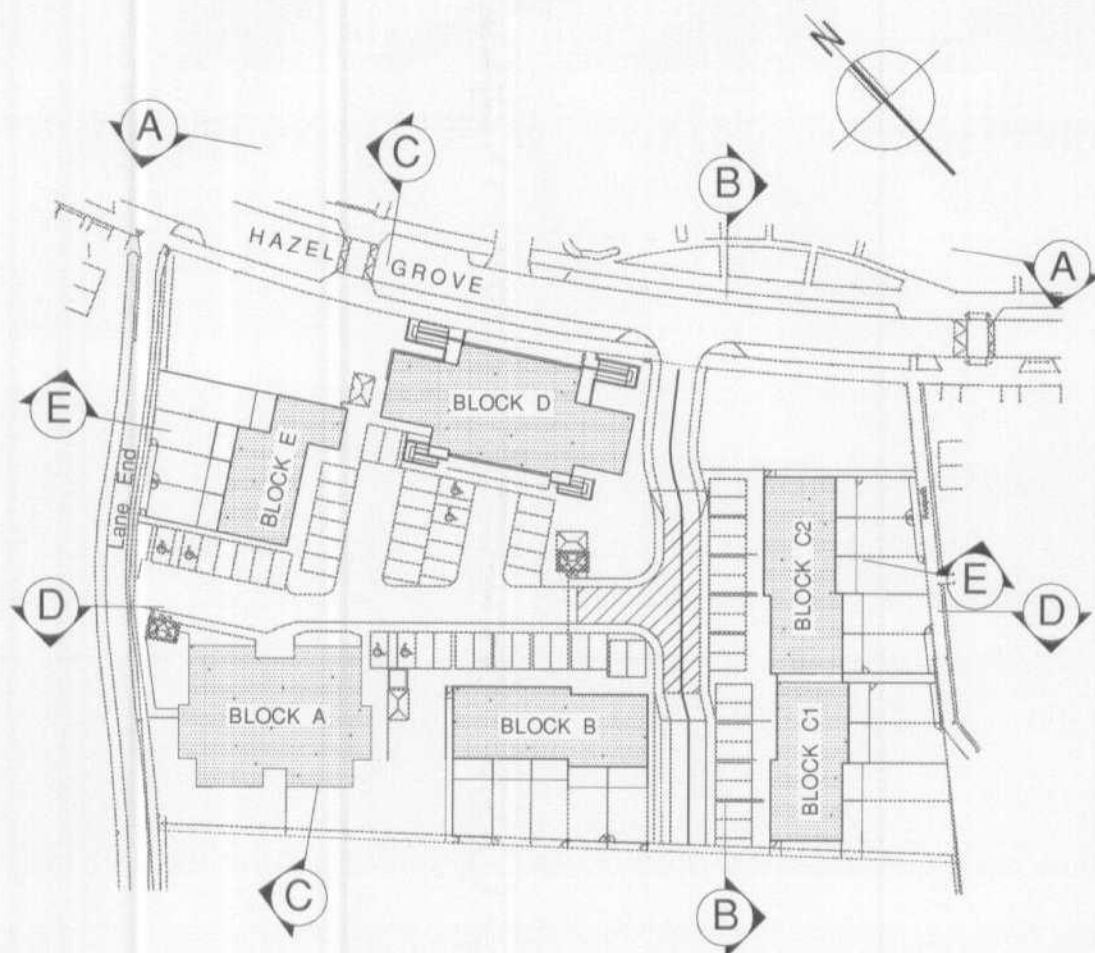 N
A
C
B
A
HAZEL GROVE
E
BLOCK D
BLOCK E
Lane End
BLOCK C2
E
D
D
BLOCK A
BLOCK B
BLOCK C1
C
B